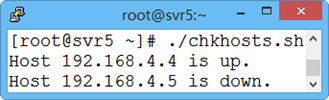 root@svr5:~
[root@svr5 ~]# ./chkhosts.sh
Host 192.168.4.4 is up.
Host 192.168.4.5 is down.